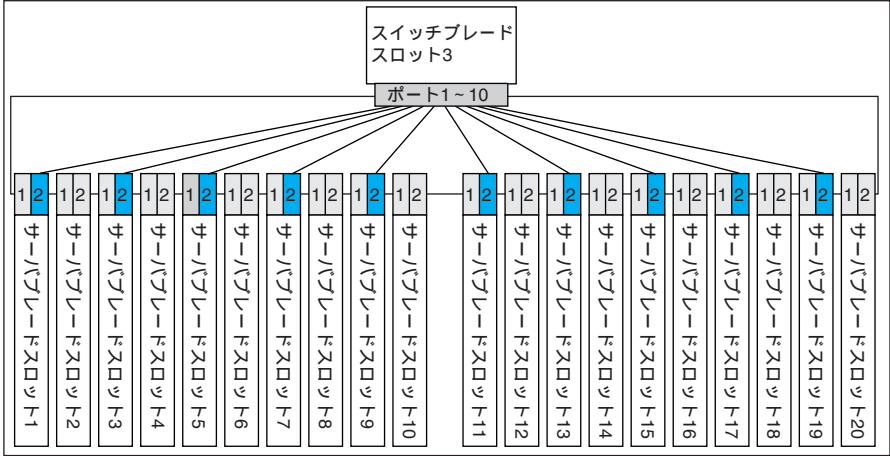 スイッチブレード
スロット3
ポート1~10
1 2 1 2 1 2 1 2 1 2 1 2 1 2 1 2 1 2 1 2 1 2 1 2 1 2 1 2 1 2 1 2 1 2 1 2 1 2 1 2
サーバブレードスロット1
サーバブレードスロット2
サーバブレードスロット3
サーバブレードスロット4
サーバブレードスロット5
サーバブレードスロット6
サーバブレードスロット7
サーバブレードスロット8
サーバブレードスロット9
サーバブレードスロット10
サーバブレードスロット11
サーバブレードスロット12
サーバブレードスロット13
サーバブレードスロット14
サーバブレードスロット15
サーバブレードスロット16
サーバブレードスロット17
サーバブレードスロット18
サーバブレードスロット19
サーバブレードスロット20